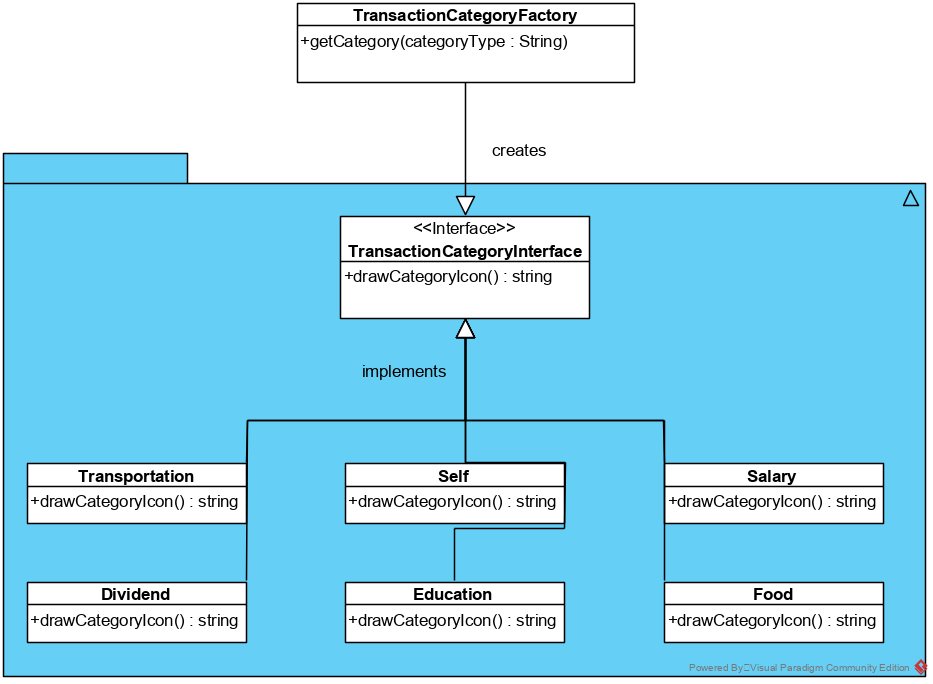 TransactionCategoryFactory
+getCategory(categoryType : String)
creates
<<Interface>>
TransactionCategoryInterface
+drawCategoryIcon() : string
implements
Transportation
+drawCategoryIcon() : string
Self
+drawCategoryIcon() : string
Salary
+drawCategoryIcon() : string
Dividend
+drawCategoryIcon() : string
Education
+drawCategoryIcon() : string
Food
+drawCategoryIcon() : string
Powered By Visual Paradigm Community Edition